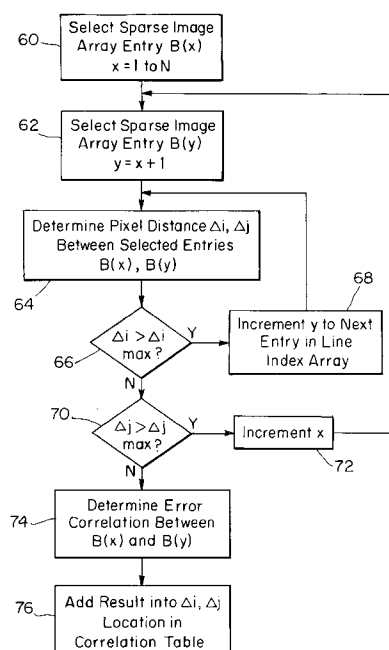 60
Select Sparse Image
Array Entry B(x)
x = 1 to N
62
Select Sparse Image
Array Entry B(y)
y = x + 1
Determine Pixel Distance Δi, Δj
Between Selected Entries
B(x), B(y)
64
68
Increment y to Next
Entry in Line
Index Array
Δi > Δi
max?
Y
66
N
70
Δj > Δj
max?
Y
Increment x
72
N
74
Determine Error
Correlation Between
B(x) and B(y)
76
Add Result into Δi, Δj
Location in
Correlation Table